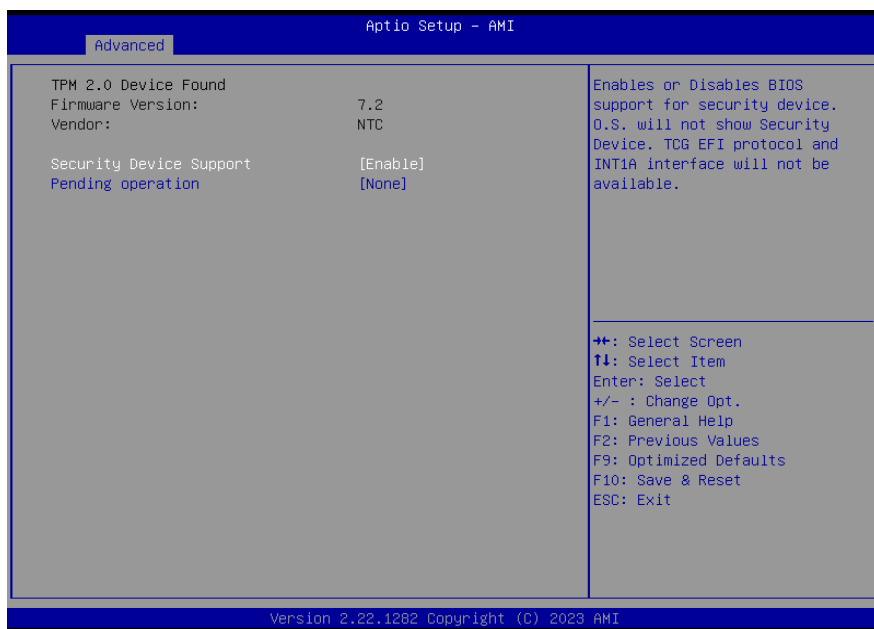 Aptio Setup – AMI
Advanced
TPM 2.0 Device Found
Firmware Version: 7.2
Vendor: NTC
Security Device Support [Enable]
Pending operation [None]
Enables or Disables BIOS
support for security device.
O.S. will not show Security
Device. TCG EFI protocol and
INT1A interface will not be
available.
→←: Select Screen
↑↓: Select Item
Enter: Select
+/- : Change Opt.
F1: General Help
F2: Previous Values
F9: Optimized Defaults
F10: Save & Reset
ESC: Exit
Version 2.22.1282 Copyright (C) 2023 AMI